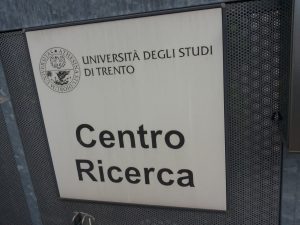 UNIVERSITÀ DEGLI STUDI
DI TRENTO
Centro
Ricerca